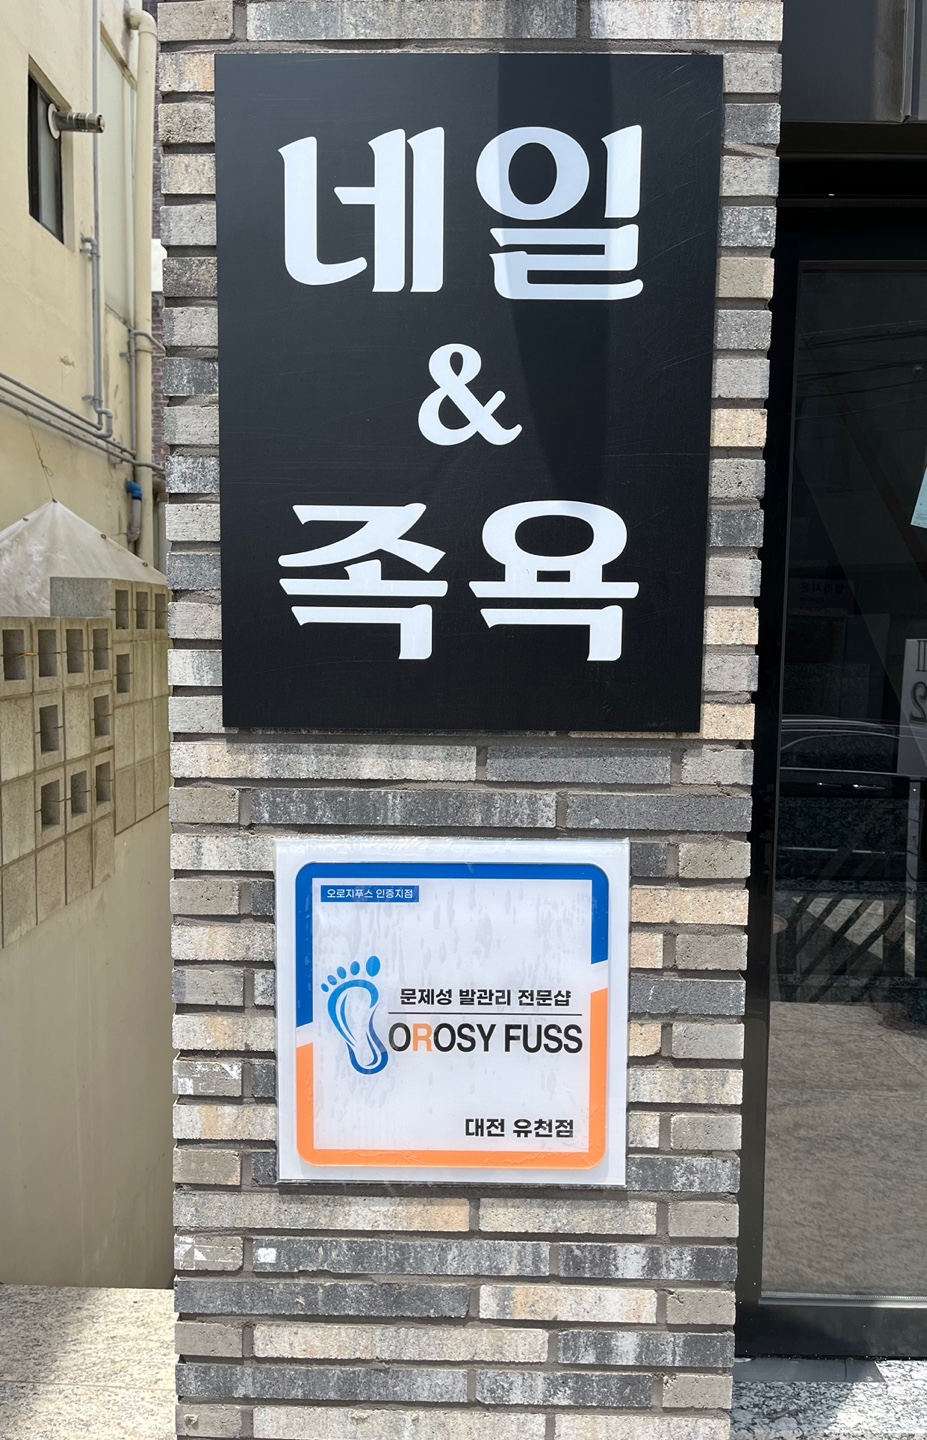 네일
&
족욕
오로지푸스 인증지점
문제성 발관리 전문샵
OROSY FUSS
대전 유천점